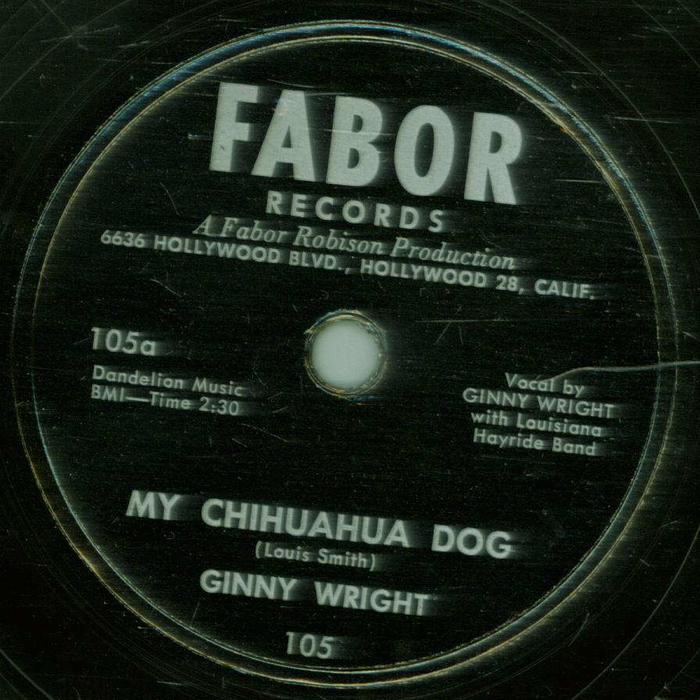 FABOR
RECORDS
A Fabor Robison Production
6636 HOLLYWOOD BLVD., HOLLYWOOD 28, CALIF.
105a
Dandelion Music
BMI—Time 2:30
Vocal by
GINNY WRIGHT
with Louisiana
Hayride Band
MY CHIHUAHUA DOG
(Louis Smith)
GINNY WRIGHT
105